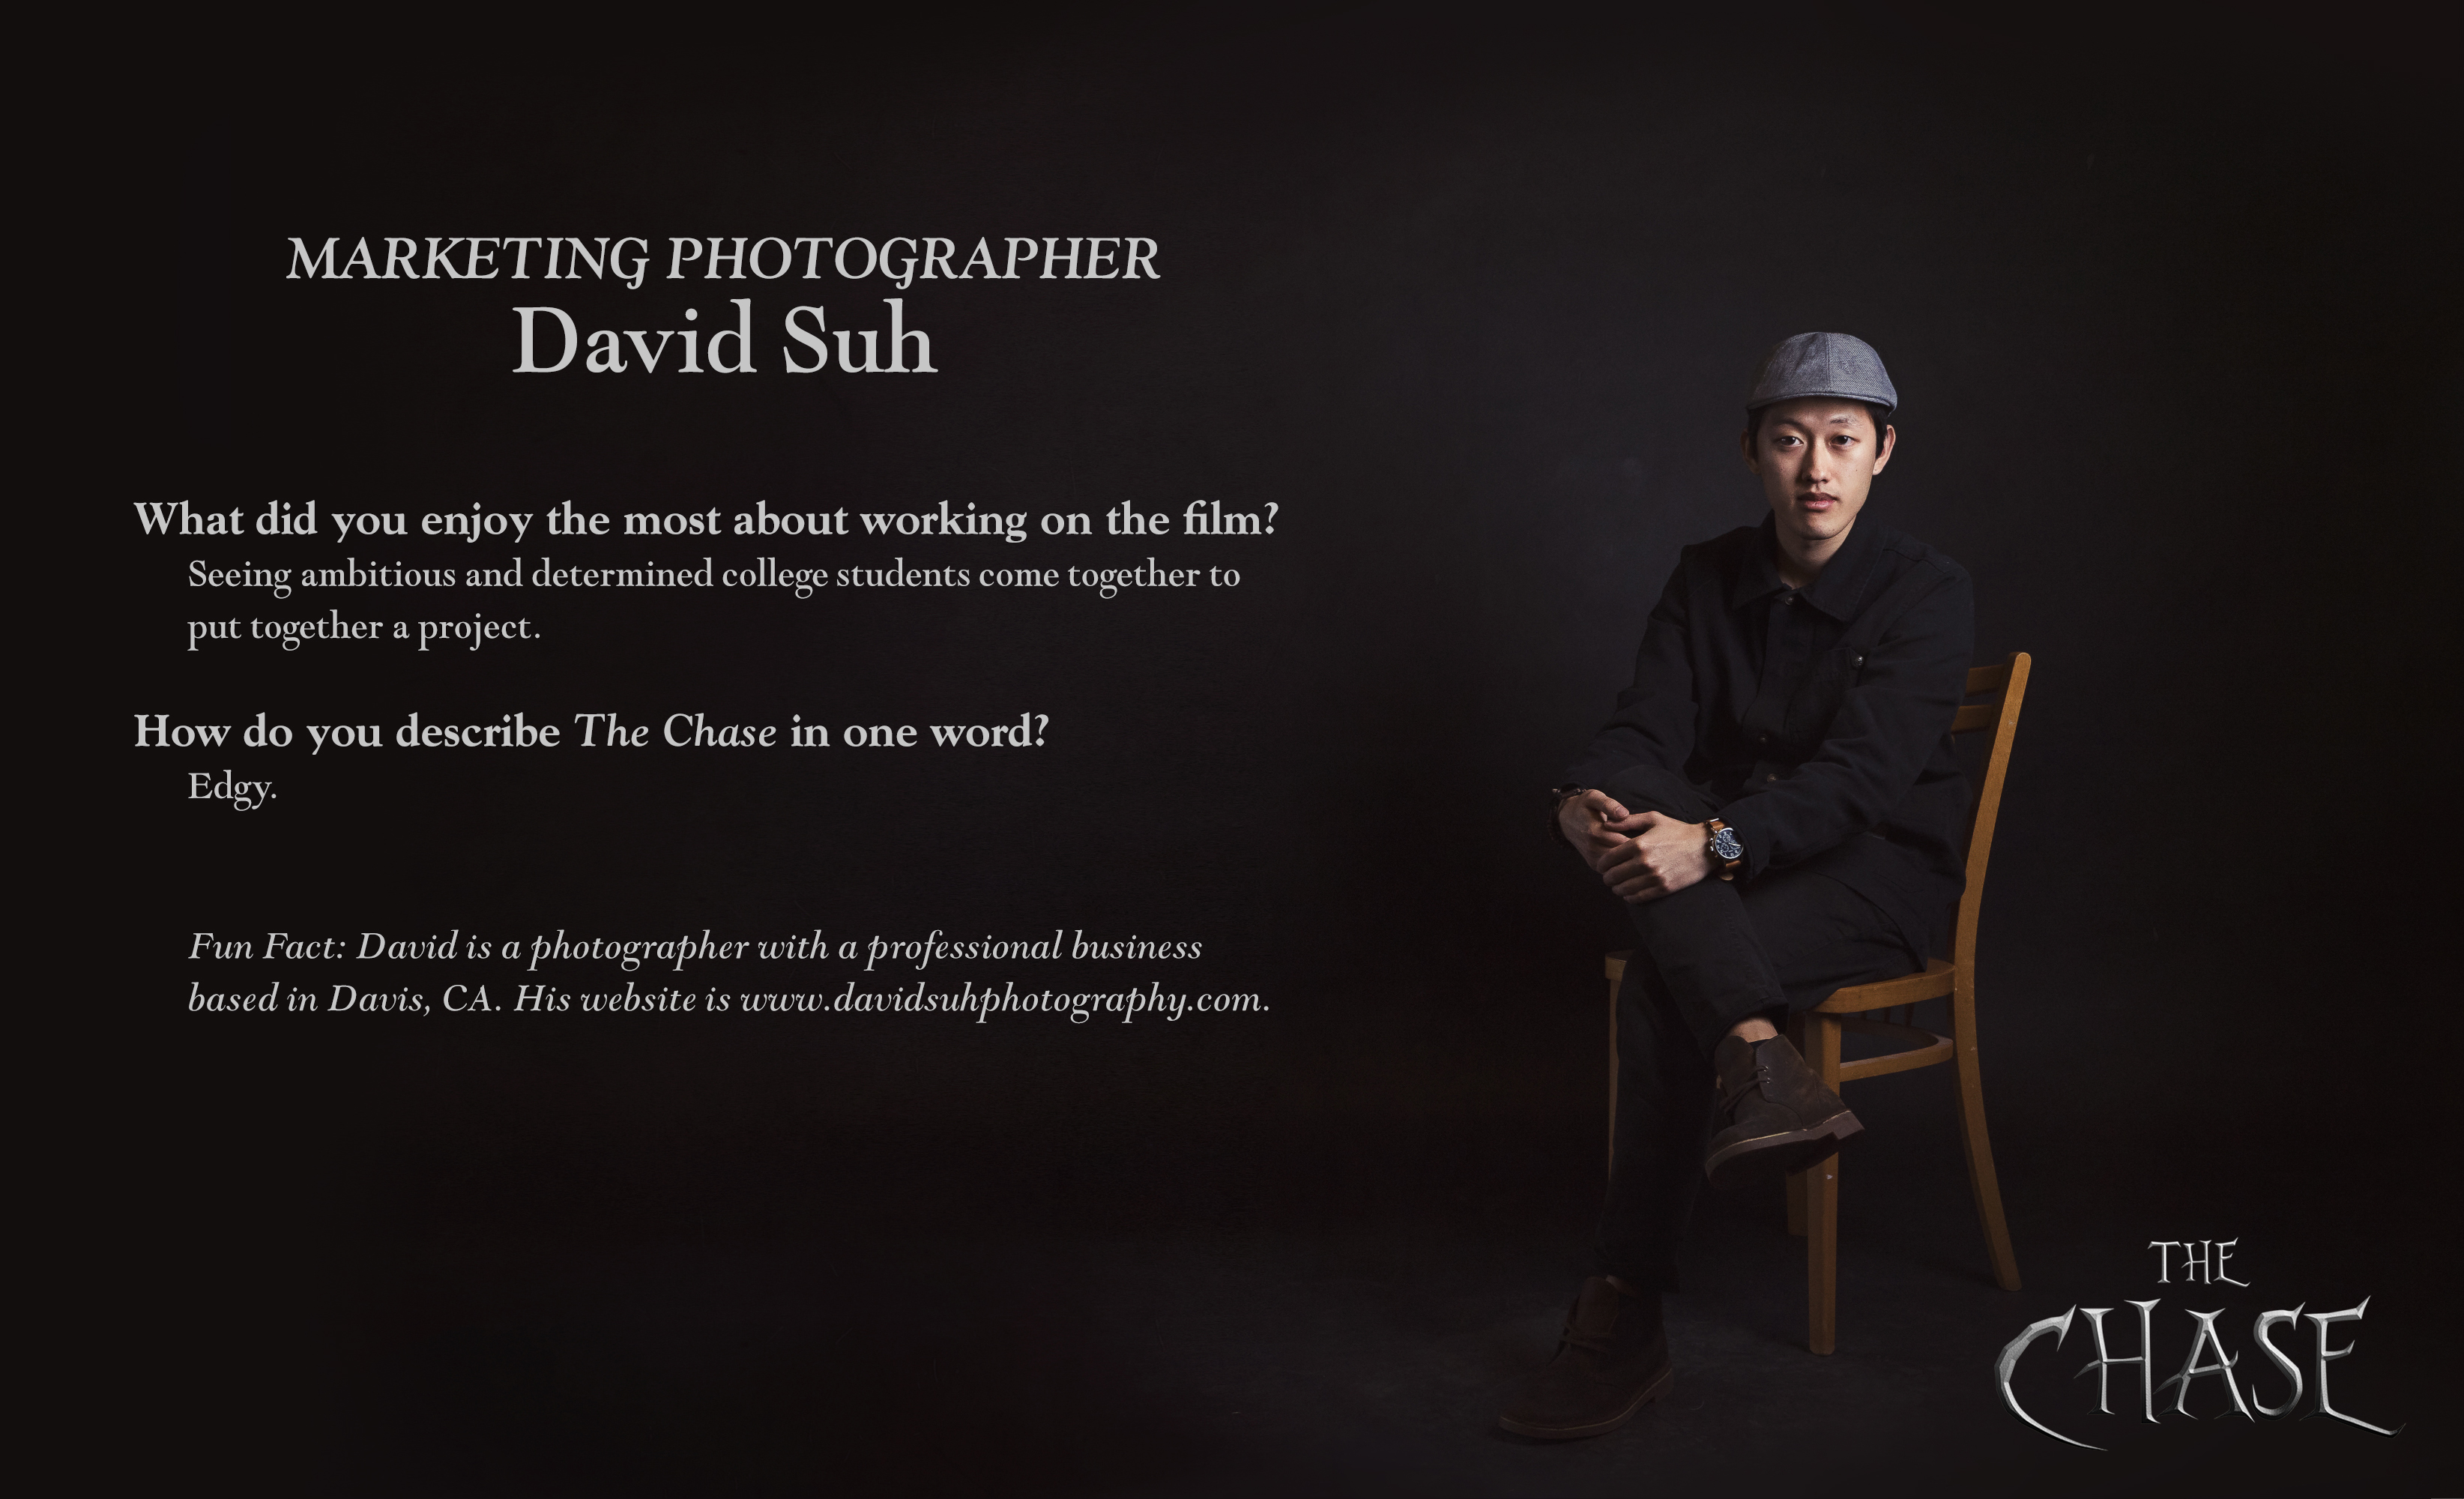 MARKETING PHOTOGRAPHER
David Suh
What did you enjoy the most about working on the film?
Seeing ambitious and determined college students come together to
put together a project.
How do you describe The Chase in one word?
Edgy.
Fun Fact: David is a photographer with a professional business
based in Davis, CA. His website is www.davidsuhphotography.com.
THE
CHASE